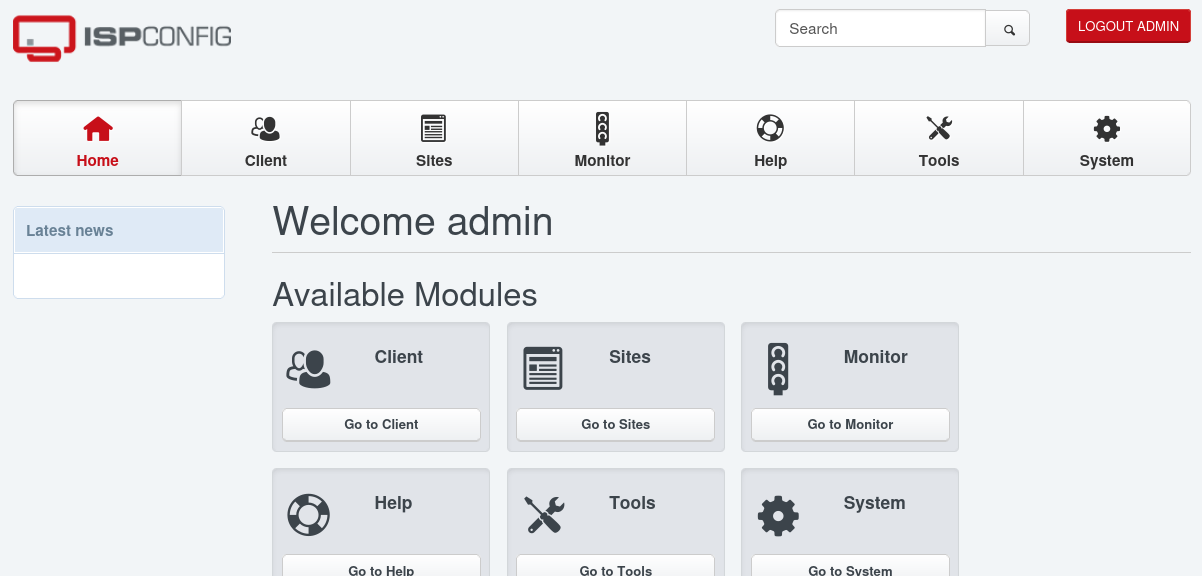 ISPCONFIG
Search
LOGOUT ADMIN
Home
Client
Sites
Monitor
Help
Tools
System
Latest news
Welcome admin
Available Modules
Client
Go to Client
Sites
Go to Sites
Monitor
Go to Monitor
Help
Go to Help
Tools
Go to Tools
System
Go to System